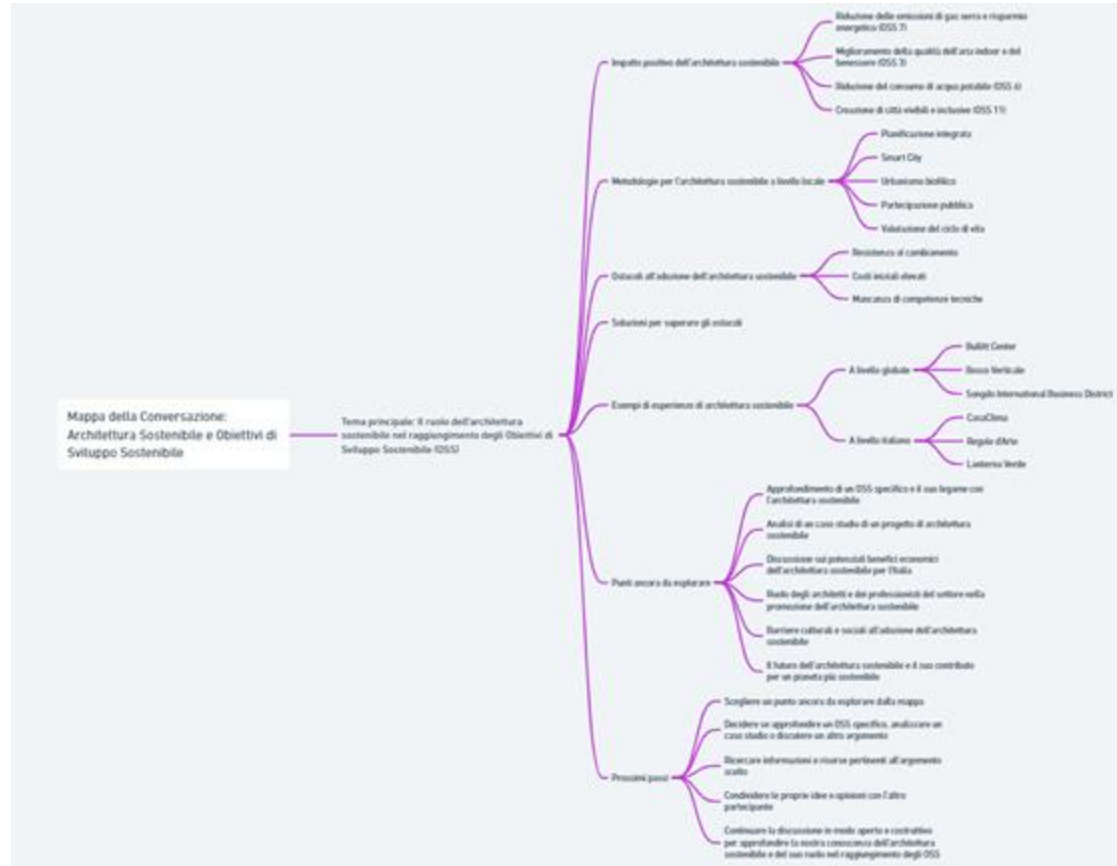 Mappa della Conversazione:
Architettura Sostenibile e Obiettivi di
Sviluppo Sostenibile
Tema principale: Il ruolo dell'architettura
sostenibile nel raggiungimento degli Obiettivi di
Sviluppo Sostenibile (OSS)
Impatto positivo dell'architettura sostenibile
Riduzione delle emissioni di gas serra e risparmio
energetico (OSS 7)
Miglioramento della qualità dell'aria indoor e del
benessere (OSS 3)
Riduzione del consumo di acqua potabile (OSS 6)
Creazione di città vivibili e inclusive (OSS 11)
Metodologie per l'architettura sostenibile a livello locale
Pianificazione integrata
Smart City
Urbanismo biofilico
Partecipazione pubblica
Valutazione del ciclo di vita
Ostacoli all'adozione dell'architettura sostenibile
Resistenza al cambiamento
Costi iniziali elevati
Mancanza di competenze tecniche
Soluzioni per superare gli ostacoli
Esempi di esperienze di architettura sostenibile
A livello globale
Bullitt Center
Bosco Verticale
Songdo International Business District
A livello italiano
CasaClima
Regole d'Arte
Lanterna Verde
Punti ancora da esplorare
Approfondimento di un OSS specifico e il suo legame con
l'architettura sostenibile
Analisi di un caso studio di un progetto di architettura
sostenibile
Discussione sui potenziali benefici economici
dell'architettura sostenibile per l'Italia
Ruolo degli architetti e dei professionisti del settore nella
promozione dell'architettura sostenibile
Barriere culturali e sociali all'adozione dell'architettura
sostenibile
Il futuro dell'architettura sostenibile e il suo contributo
per un pianeta più sostenibile
Prossimi passi
Scegliere un punto ancora da esplorare dalla mappa
Decidere se approfondire un OSS specifico, analizzare un
caso studio o discutere un altro argomento
Ricercare informazioni e risorse pertinenti all'argomento
scelto
Condividere le proprie idee e opinioni con l'altro
partecipante
Continuare la discussione in modo aperto e costruttivo
per approfondire la nostra conoscenza dell'architettura
sostenibile e del suo ruolo nel raggiungimento degli OSS